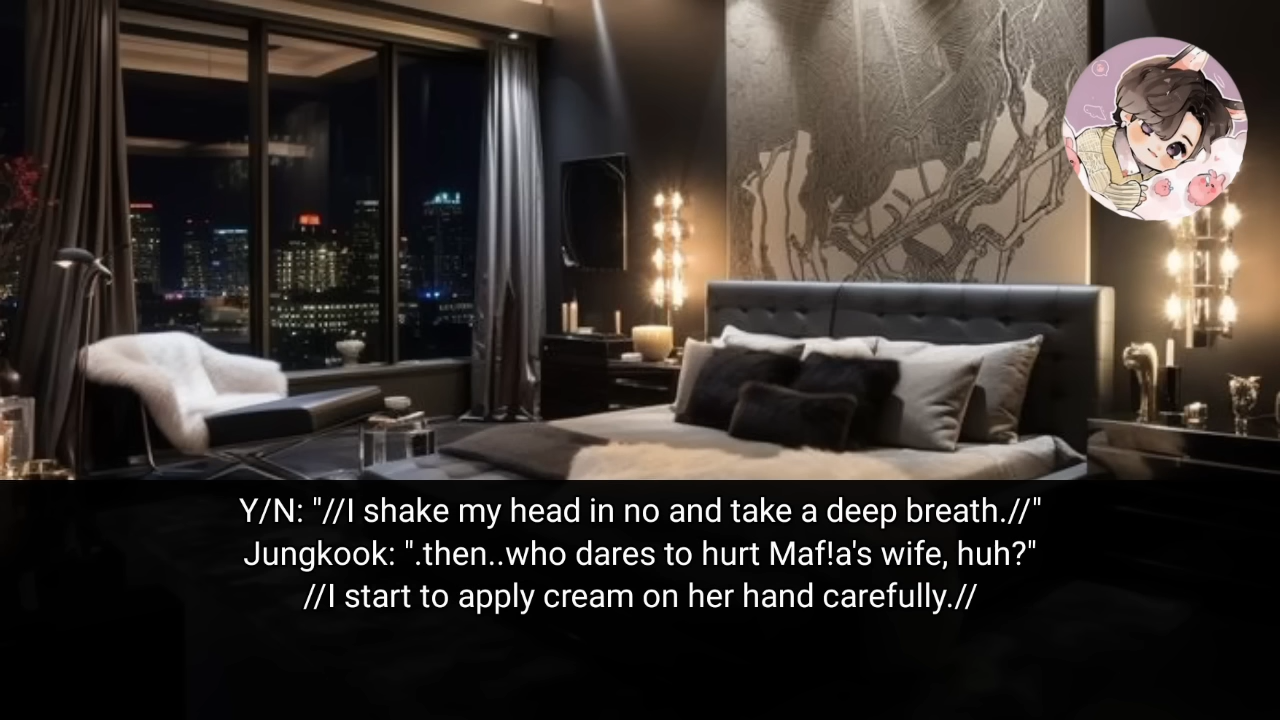 Y/N: "//I shake my head in no and take a deep breath.//"
Jungkook: ".then..who dares to hurt Maf!a's wife, huh?"
//I start to apply cream on her hand carefully.//